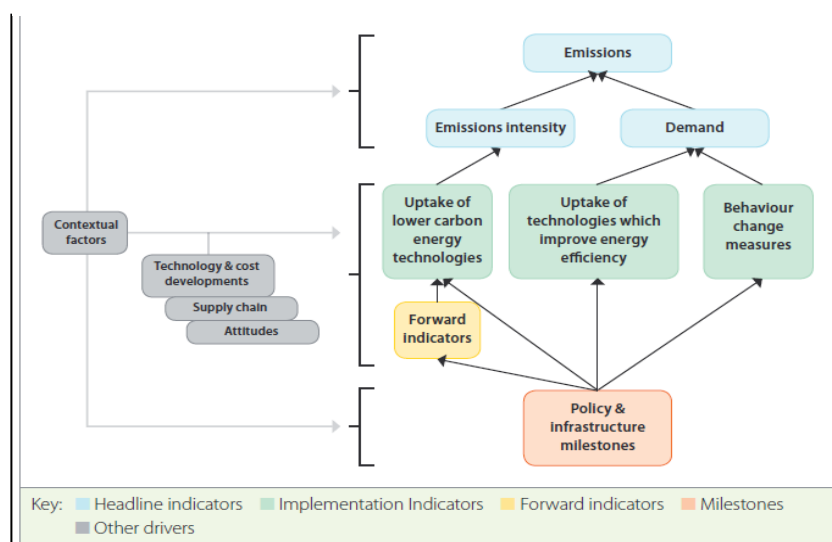 Emissions
Emissions intensity
Demand
Uptake of
lower carbon
energy
technologies
Uptake of
technologies which
improve energy
efficiency
Behaviour
change
measures
Contextual
factors
Technology & cost
developments
Supply chain
Attitudes
Forward
indicators
Policy &
infrastructure
milestones
Key: Headline indicators Implementation Indicators Forward indicators Milestones
Other drivers